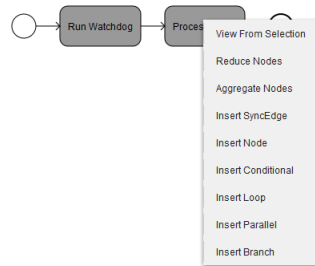 Run Watchdog
Proces
View From Selection
Reduce Nodes
Aggregate Nodes
Insert SyncEdge
Insert Node
Insert Conditional
Insert Loop
Insert Parallel
Insert Branch